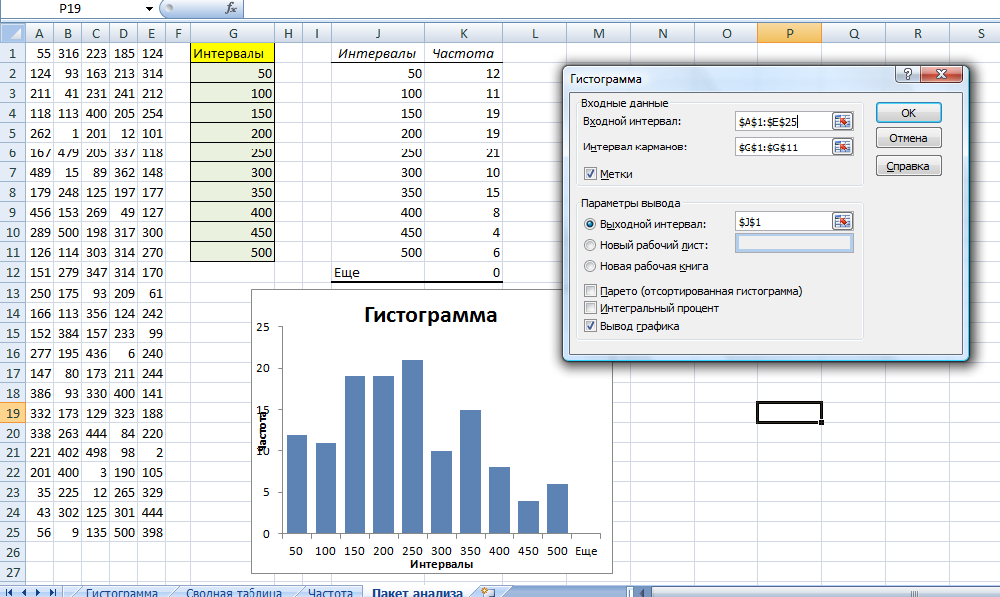 P19 fx
A B C D E F G H I J K L M N O P Q R S
1 55 316 223 185 124 Интервалы Интервалы Частота
2 124 93 163 213 314 50 50 12
3 211 41 231 241 212 100 100 11
4 118 113 400 205 254 150 150 19
5 262 1 201 12 101 200 200 19
6 167 479 205 337 118 250 250 21
7 489 15 89 362 148 300 300 10
8 179 248 125 197 177 350 350 15
9 456 153 269 49 127 400 400 8
10 289 500 198 317 300 450 450 4
11 126 114 303 314 270 500 500 6
12 151 279 347 314 170 Еще 0
13 250 175 93 209 61
14 166 113 356 124 242
15 152 384 157 233 99
16 277 195 436 6 240
17 147 80 173 211 244
18 386 93 330 400 141
19 332 173 129 323 188
20 338 263 444 84 220
21 221 402 498 98 2
22 201 400 3 190 105
23 35 225 12 265 329
24 43 302 125 301 444
25 56 9 135 500 398
26
27
Гистограмма
25
20
15
10
5
0
Частота
50 100 150 200 250 300 350 400 450 500 Еще
Интервалы
Гистограмма
?
Входные данные
Входной интервал: $A$1:$E$25
Интервал карманов: $G$1:$G$11
Метки
Параметры вывода
Выходной интервал: $J$1
Новый рабочий лист:
Новая рабочая книга
Парето (отсортированная гистограмма)
Интегральный процент
Вывод графика
ОК
Отмена
Справка
Гистограмма Сводная таблица Частота Пакет анализа